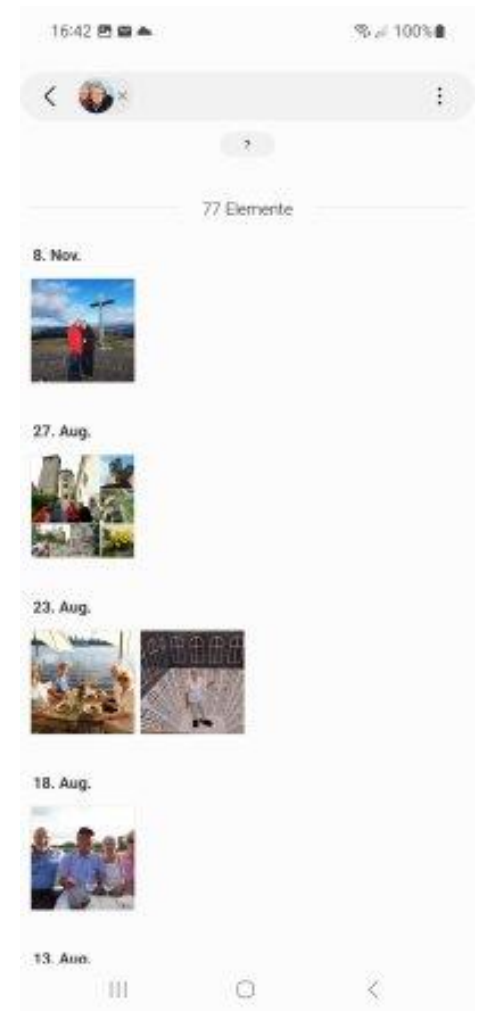 16:42 100%
?
77 Elemente
8. Nov.
27. Aug.
23. Aug.
18. Aug.
13. Aug.